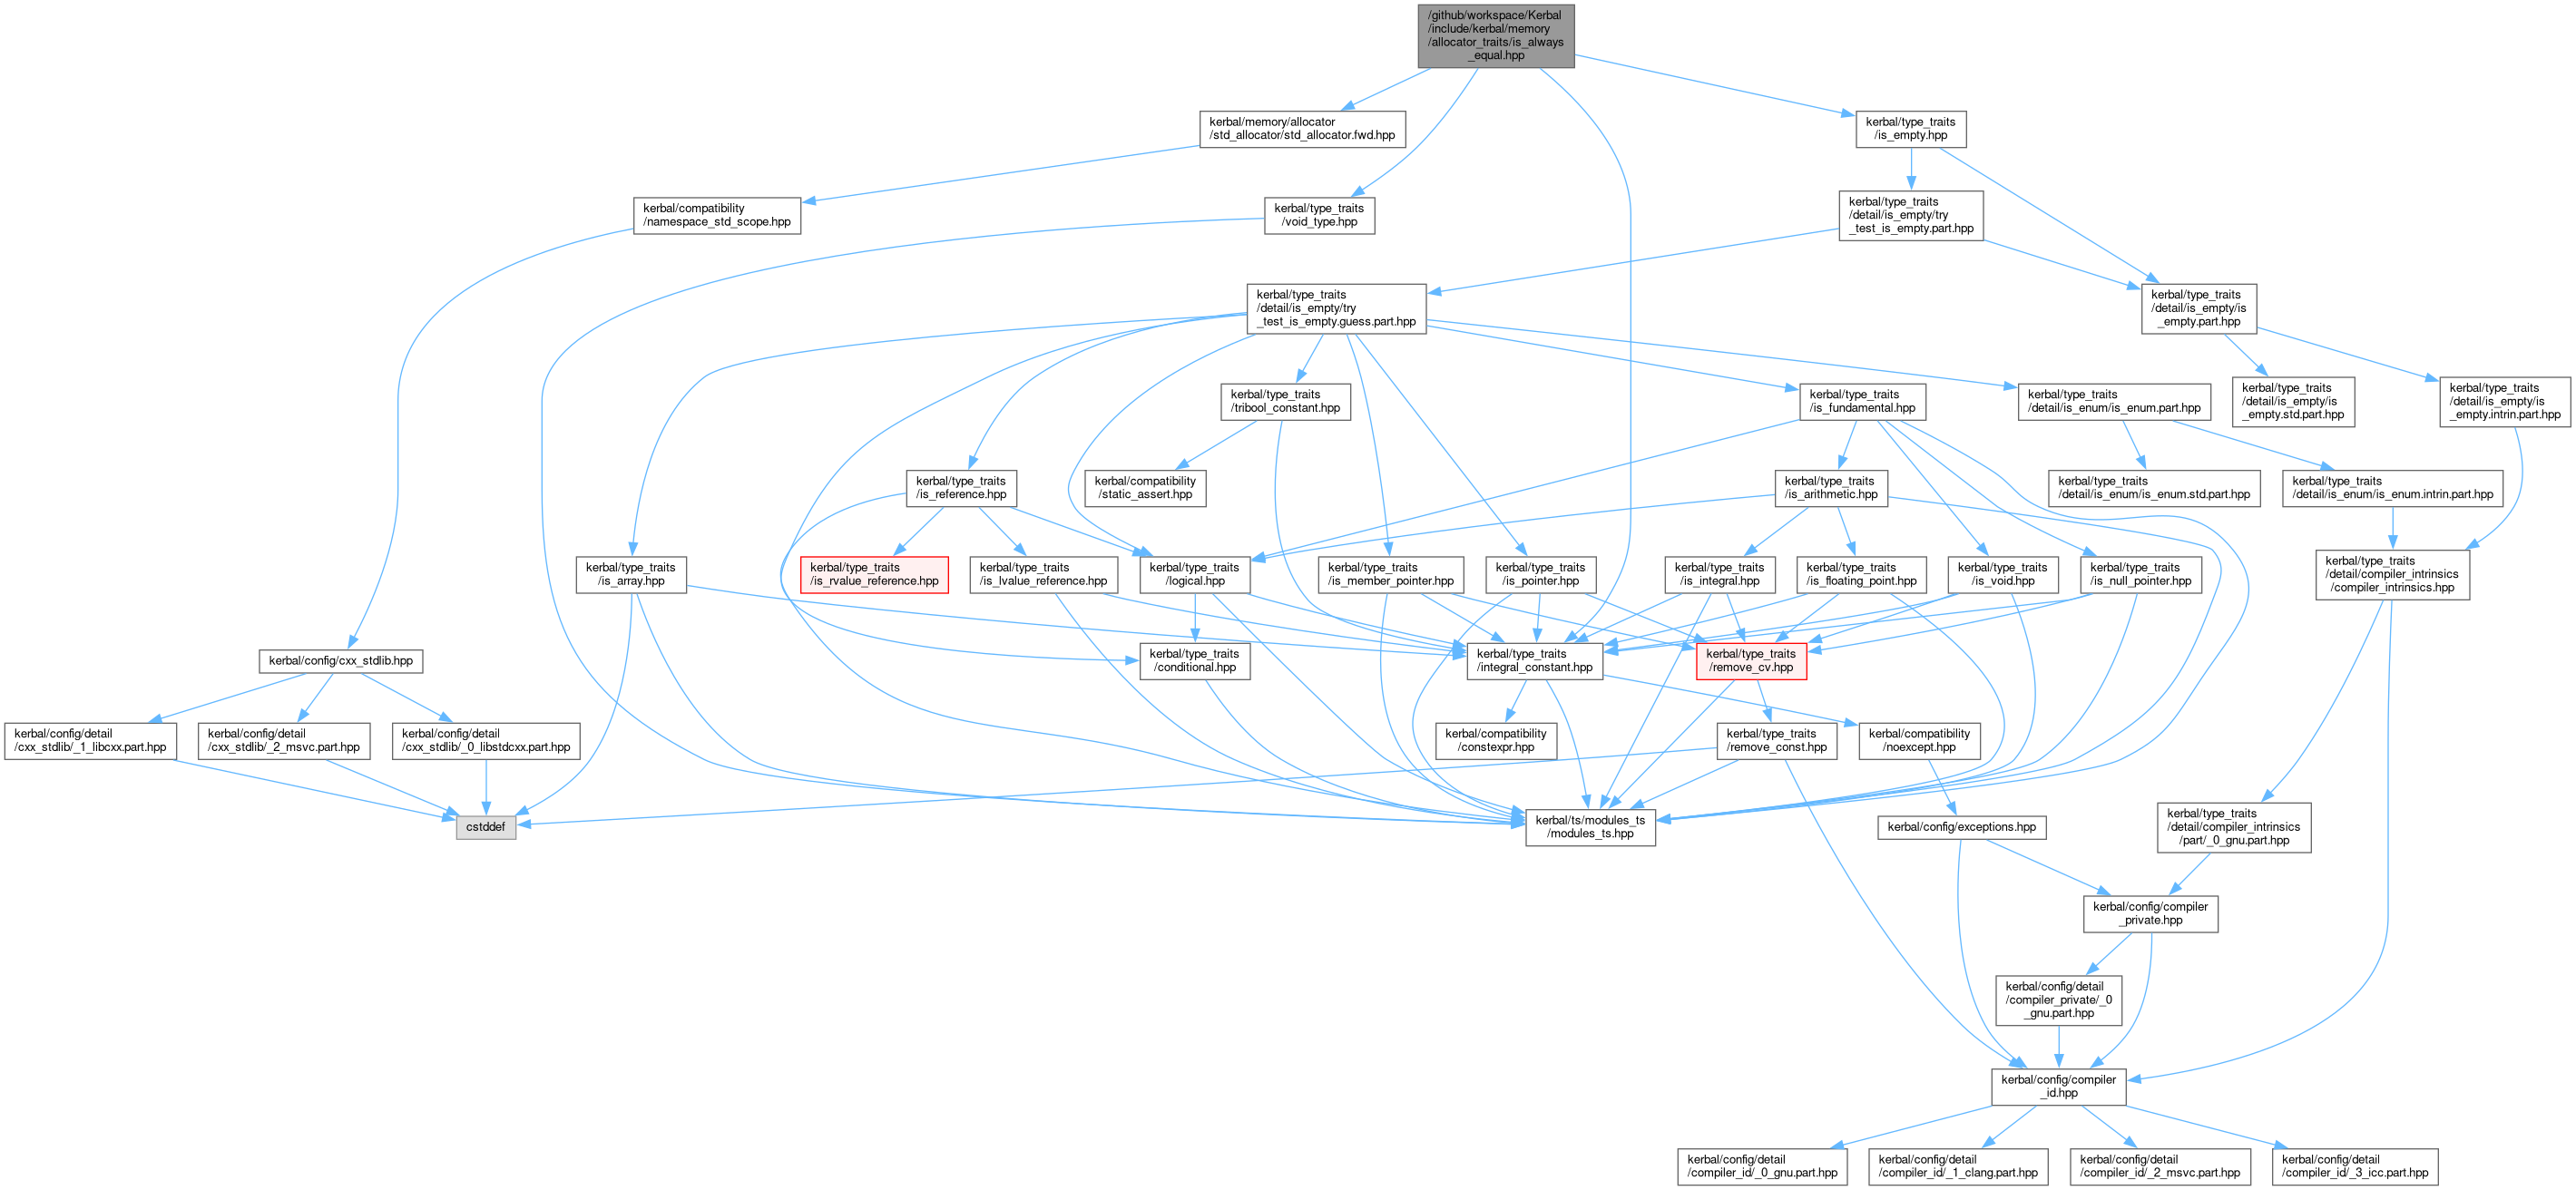 /github/workspace/Kerbal
/include/kerbal/memory
/allocator_traits/is_always
_equal.hpp
kerbal/memory/allocator
/std_allocator/std_allocator.fwd.hpp
kerbal/type_traits
/is_empty.hpp
kerbal/compatibility
/namespace_std_scope.hpp
kerbal/type_traits
/void_type.hpp
kerbal/type_traits
/detail/is_empty/try
_test_is_empty.part.hpp
kerbal/type_traits
/detail/is_empty/try
_test_is_empty.guess.part.hpp
kerbal/type_traits
/detail/is_empty/is
_empty.part.hpp
kerbal/type_traits
/tribool_constant.hpp
kerbal/type_traits
/is_fundamental.hpp
kerbal/type_traits
/detail/is_enum/is_enum.part.hpp
kerbal/type_traits
/detail/is_empty/is
_empty.std.part.hpp
kerbal/type_traits
/detail/is_empty/is
_empty.intrin.part.hpp
kerbal/type_traits
/is_reference.hpp
kerbal/compatibility
/static_assert.hpp
kerbal/type_traits
/is_arithmetic.hpp
kerbal/type_traits
/detail/is_enum/is_enum.std.part.hpp
kerbal/type_traits
/detail/is_enum/is_enum.intrin.part.hpp
kerbal/type_traits
/is_array.hpp
kerbal/type_traits
/is_rvalue_reference.hpp
kerbal/type_traits
/is_lvalue_reference.hpp
kerbal/type_traits
/logical.hpp
kerbal/type_traits
/is_member_pointer.hpp
kerbal/type_traits
/is_pointer.hpp
kerbal/type_traits
/is_integral.hpp
kerbal/type_traits
/is_floating_point.hpp
kerbal/type_traits
/is_void.hpp
kerbal/type_traits
/is_null_pointer.hpp
kerbal/type_traits
/detail/compiler_intrinsics
/compiler_intrinsics.hpp
kerbal/config/cxx_stdlib.hpp
kerbal/type_traits
/conditional.hpp
kerbal/type_traits
/integral_constant.hpp
kerbal/type_traits
/remove_cv.hpp
kerbal/config/detail
/cxx_stdlib/_1_libcxx.part.hpp
kerbal/config/detail
/cxx_stdlib/_2_msvc.part.hpp
kerbal/config/detail
/cxx_stdlib/_0_libstdcxx.part.hpp
kerbal/compatibility
/constexpr.hpp
kerbal/type_traits
/remove_const.hpp
kerbal/compatibility
/noexcept.hpp
cstddef
kerbal/ts/modules_ts
/modules_ts.hpp
kerbal/config/exceptions.hpp
kerbal/type_traits
/detail/compiler_intrinsics
/part/_0_gnu.part.hpp
kerbal/config/compiler
_private.hpp
kerbal/config/detail
/compiler_private/_0
_gnu.part.hpp
kerbal/config/compiler
_id.hpp
kerbal/config/detail
/compiler_id/_0_gnu.part.hpp
kerbal/config/detail
/compiler_id/_1_clang.part.hpp
kerbal/config/detail
/compiler_id/_2_msvc.part.hpp
kerbal/config/detail
/compiler_id/_3_icc.part.hpp